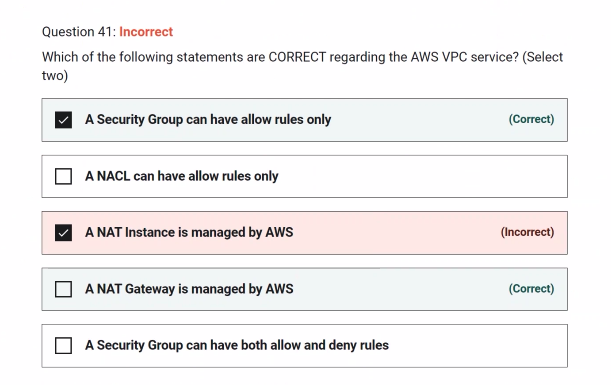 Question 41: Incorrect
Which of the following statements are CORRECT regarding the AWS VPC service? (Select
two)
A Security Group can have allow rules only (Correct)
A NACL can have allow rules only
A NAT Instance is managed by AWS (Incorrect)
A NAT Gateway is managed by AWS (Correct)
A Security Group can have both allow and deny rules